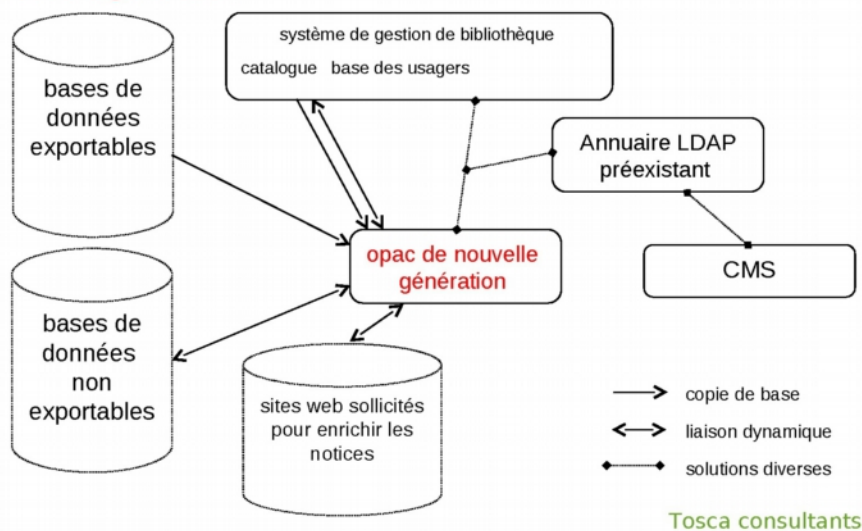 système de gestion de bibliothèque
catalogue base des usagers
bases de
données
exportables
Annuaire LDAP
préexistant
opac de nouvelle
génération
CMS
bases de
données
non
exportables
sites web sollicités
pour enrichir les
notices
copie de base
liaison dynamique
solutions diverses
Tosca consultants